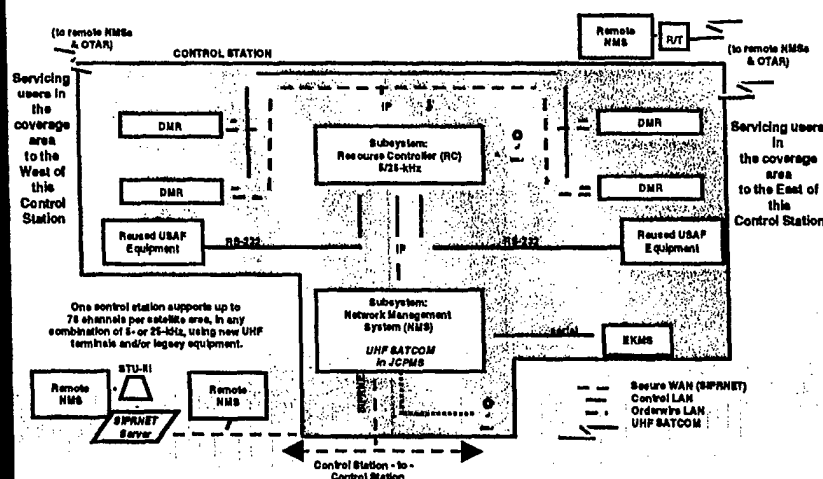 (to remote NMSs
& OTAR)
CONTROL STATION
Remote
NMS
R/T
(to remote NMSs
& OTAR)
Servicing
users in
the
coverage
area
to the
West of
this
Control
Station
DMR
DMR
Reused USAF
Equipment
RS-232
IP
Subsystem:
Resource Controller (RC)
5/25-kHz
IP
RS-232
DMR
DMR
Reused USAF
Equipment
Servicing users
in
the coverage
area
to the East of
this
Control Station
One control station supports up to
75 channels per satellite area, in any
combination of 5- or 25-kHz, using new UHF
terminals and/or legacy equipment.
Subsystem:
Network Management
System (NMS)
UHF SATCOM
in JCPMS
serial
EKMS
Remote
NMS
STU-III
SIPRNET
Server
Remote
NMS
SIPRNET
Secure WAN (SIPRNET)
Control LAN
Orderwire LAN
UHF SATCOM
Control Station - to -
Control Station